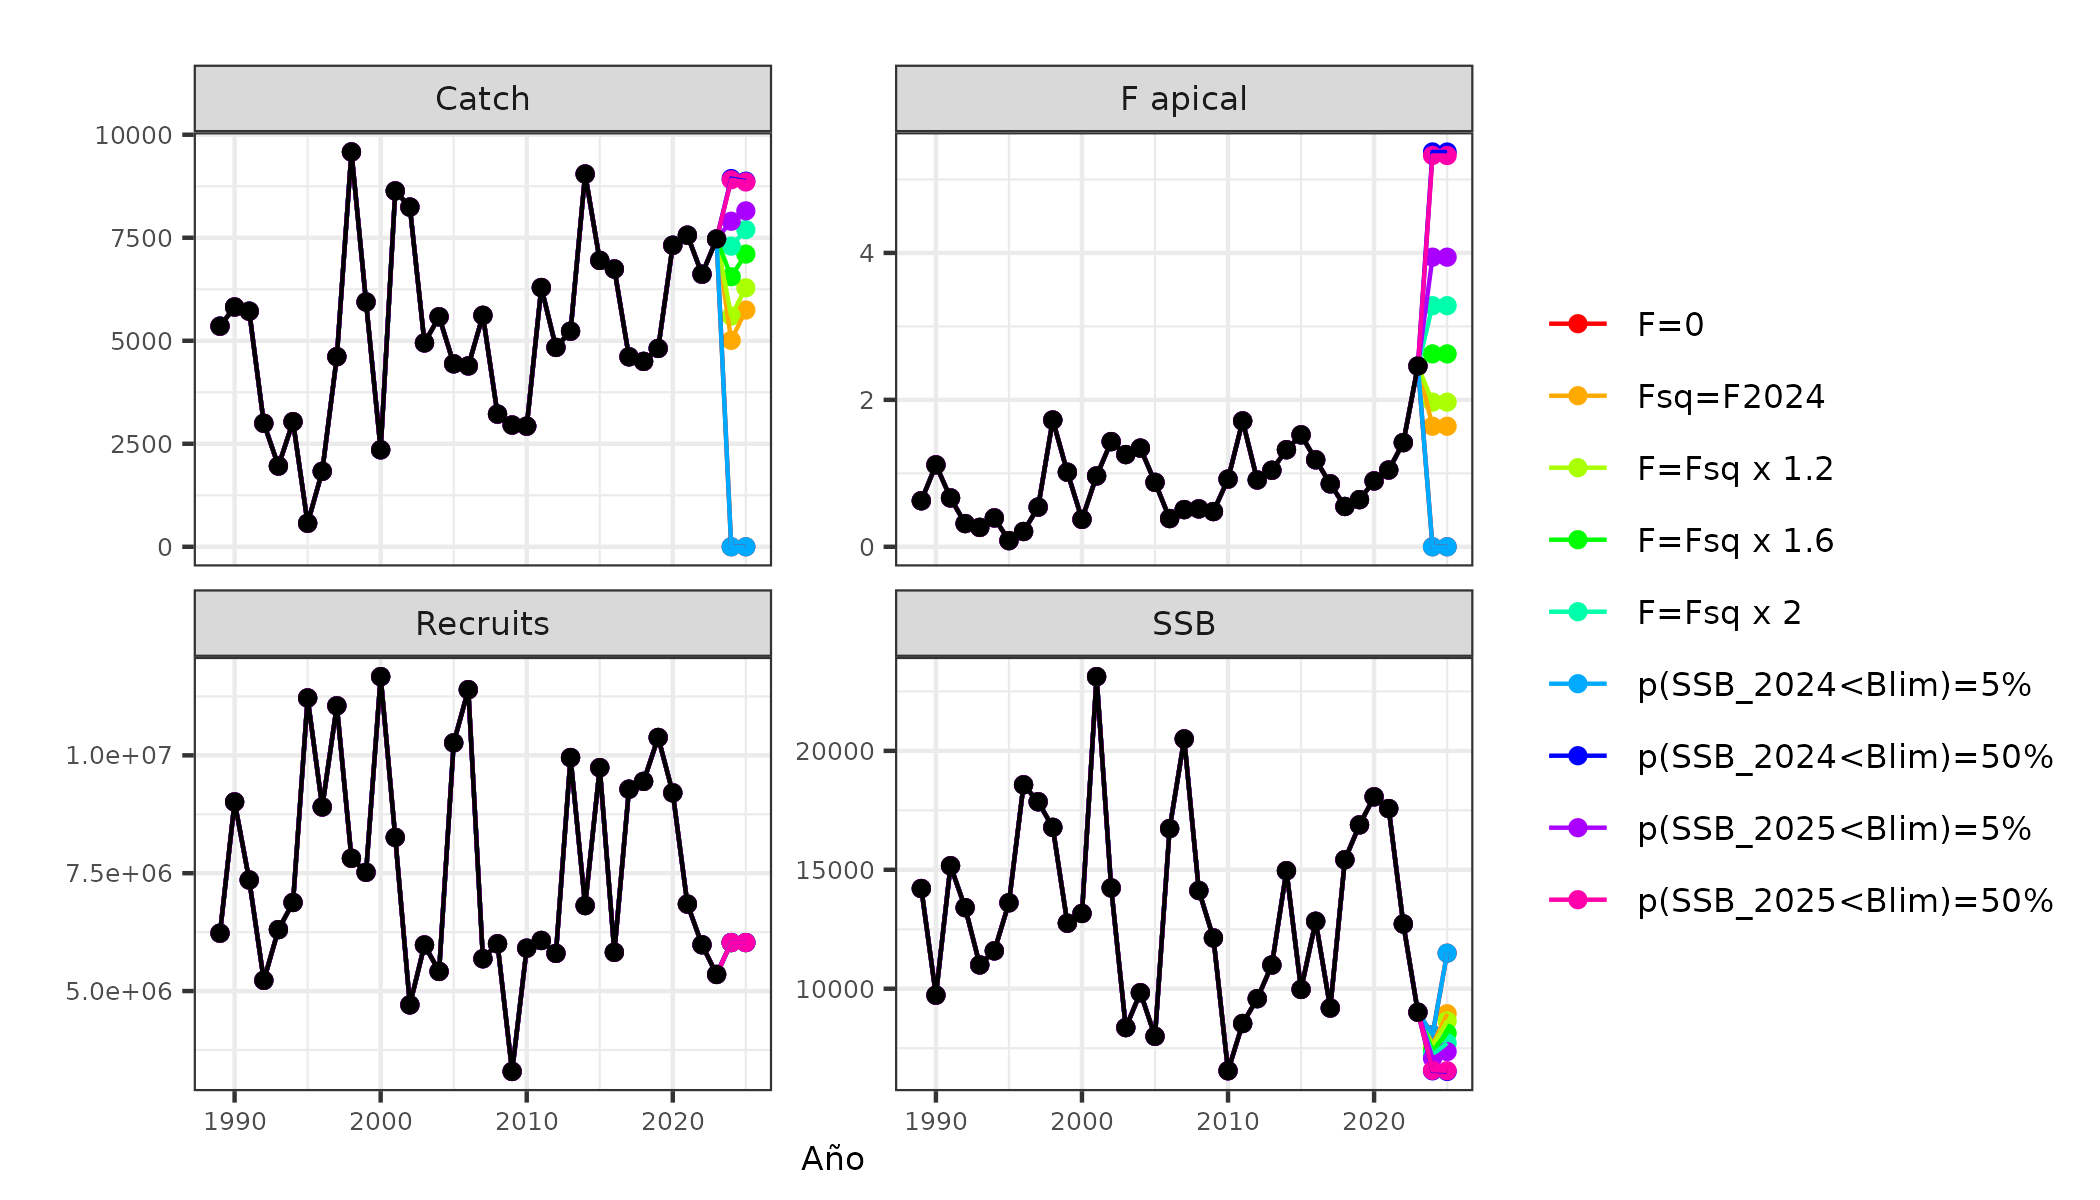 Catch
F apical
10000
7500
5000
2500
0
4
2
0
Recruits
SSB
1.0e+07
7.5e+06
5.0e+06
20000
15000
10000
1990 2000 2010 2020
1990 2000 2010 2020
Año
F=0
Fsq=F2024
F=Fsq x 1.2
F=Fsq x 1.6
F=Fsq x 2
p(SSB_2024<Blim)=5%
p(SSB_2024<Blim)=50%
p(SSB_2025<Blim)=5%
p(SSB_2025<Blim)=50%